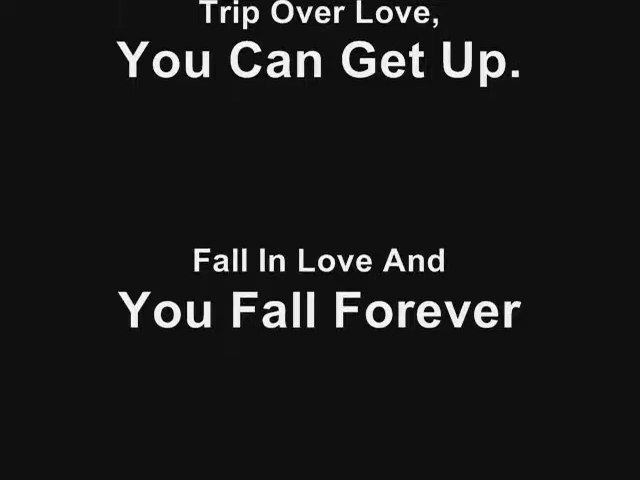 Trip Over Love,
You Can Get Up.
Fall In Love And
You Fall Forever